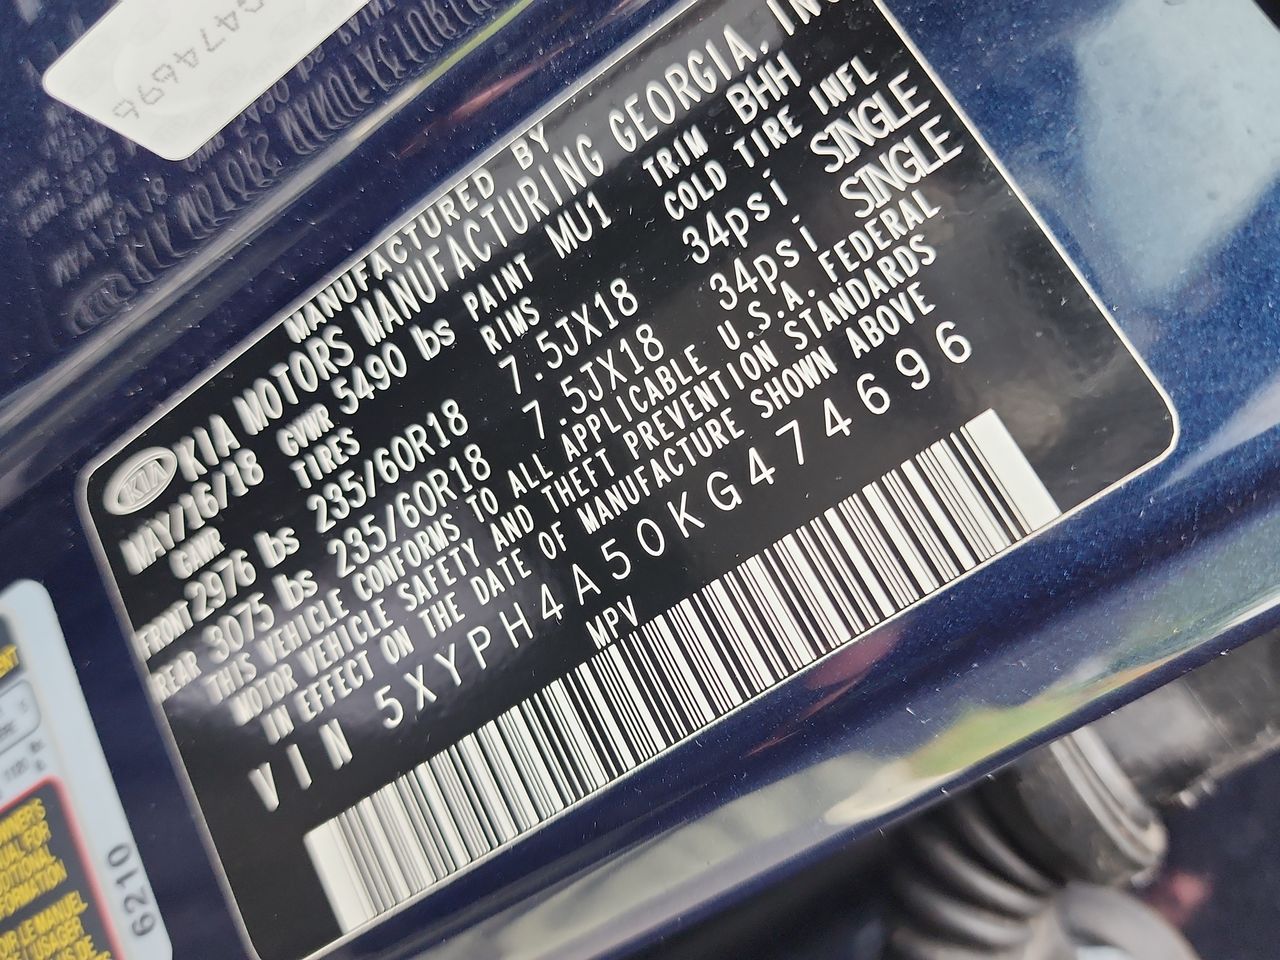 G474696
MANUFACTURED BY
KIA KIA MOTORS MANUFACTURING GEORGIA, INC
MAY/16/18 GVWR 5490 lbs PAINT MU1 TRIM BHH
GAWR TIRES RIMS COLD TIRE INFL
FRONT 2976 lbs 235/60R18 7.5JX18 34psi SINGLE
REAR 3075 lbs 235/60R18 7.5JX18 34psi SINGLE
THIS VEHICLE CONFORMS TO ALL APPLICABLE U.S.A. FEDERAL
MOTOR VEHICLE SAFETY AND THEFT PREVENTION STANDARDS
IN EFFECT ON THE DATE OF MANUFACTURE SHOWN ABOVE
VIN 5XYPH4A50KG474696
MPV
6210